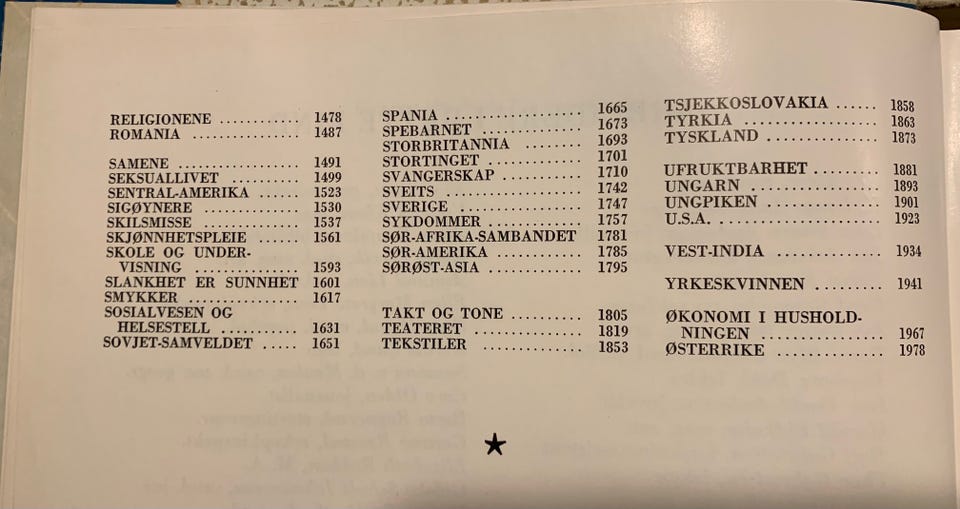 RELIGIONENE ............ 1478
ROMANIA ................ 1487
SAMENE ................. 1491
SEKSUALLIVET ........... 1499
SENTRAL-AMERIKA ........ 1523
SIGØYNERE .............. 1530
SKILSMISSE ............. 1537
SKJØNNHETSPLEIE ...... 1561
SKOLE OG UNDER-
VISNING ................ 1593
SLANKHET ER SUNNHET 1601
SMYKKER ................ 1617
SOSIALVESEN OG
HELSESTELL ........... 1631
SOVJET-SAMVELDET ..... 1651
SPANIA .................. 1665
SPEBARNET .............. 1673
STORBRITANNIA ........ 1693
STORTINGET ............. 1701
SVANGERSKAP ............ 1710
SVEITS .................. 1742
SVERIGE ................. 1747
SYKDOMMER .............. 1757
SØR-AFRIKA-SAMBANDET 1781
SØR-AMERIKA ............ 1785
SØRØST-ASIA ............ 1795
TAKT OG TONE ........... 1805
TEATERET ............... 1819
TEKSTILER .............. 1853
TSJEKKOSLOVAKIA ...... 1858
TYRKIA .................. 1863
TYSKLAND ............... 1873
UFRUKTBARHET .......... 1881
UNGARN ................. 1893
UNGPIKEN ............... 1901
U.S.A. .................. 1923
VEST-INDIA ............. 1934
YRKESKVINNEN .......... 1941
ØKONOMI I HUSHOLD-
NINGEN ................ 1967
ØSTERRIKE .............. 1978